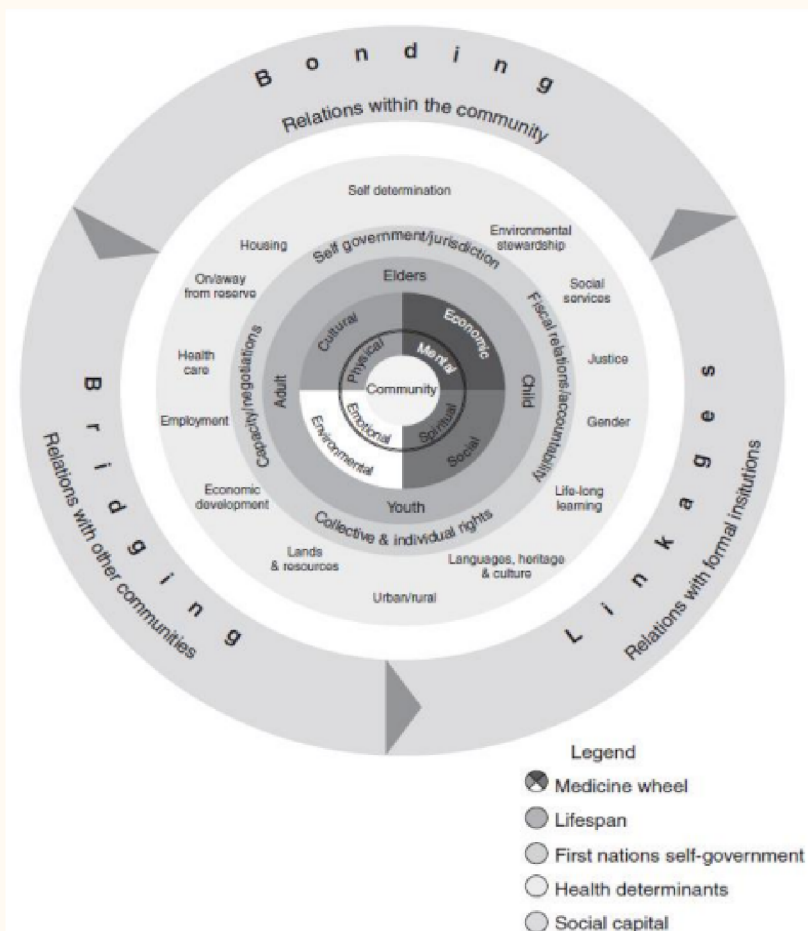 Bonding
Relations within the community
Self determination
Housing
Self government/jurisdiction
Environmental
stewardship
On/away
from reserve
Elders
Social
services
Cultural
Economic
Fiscal relations/accountability
Physical
Mental
Health
care
Capacity/negotiations
Adult
Community
Child
Justice
Employment
Emotional
Spiritual
Gender
Environmental
Social
Economic
development
Youth
Life-long
learning
Collective & individual rights
Lands
& resources
Languages, heritage
& culture
Urban/rural
Bridging
Relations with other communities
Linkages
Relations with formal insitutions
Legend
Medicine wheel
Lifespan
First nations self-government
Health determinants
Social capital